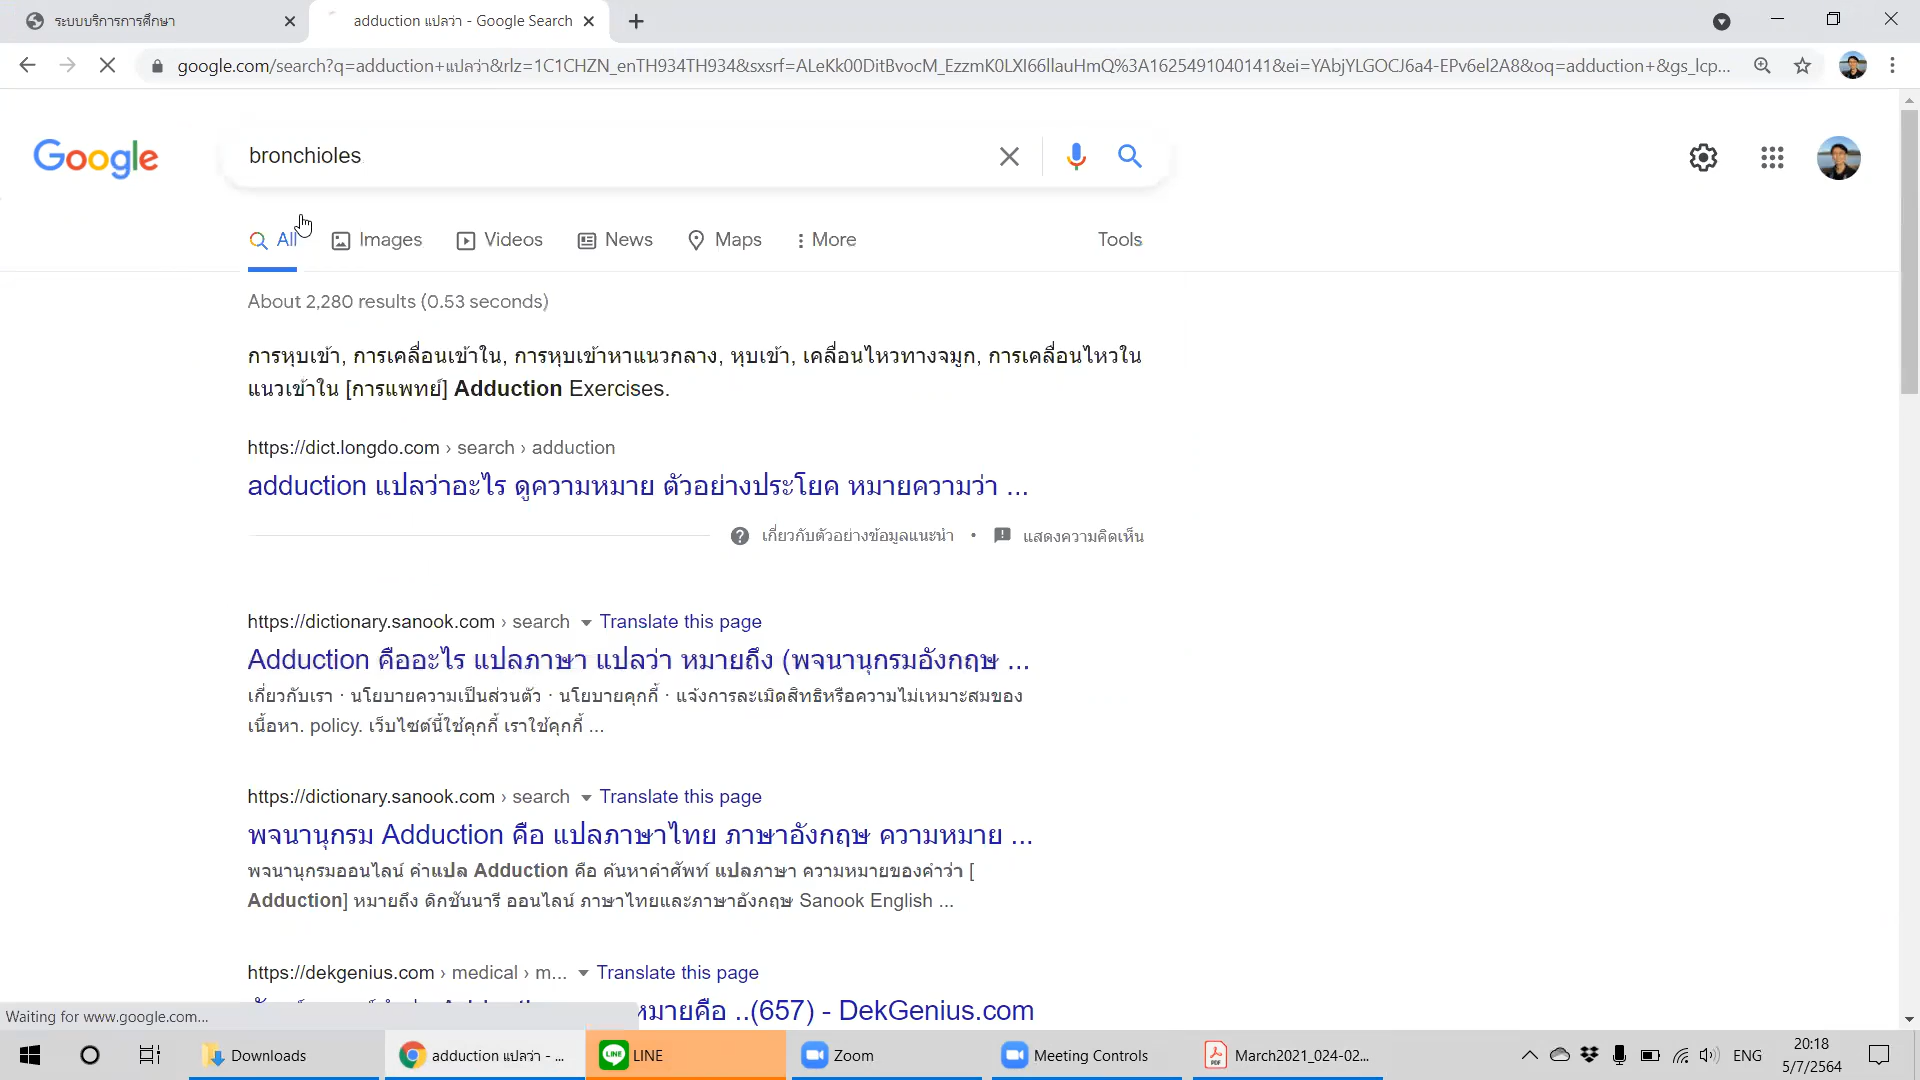 ระบบบริการการศึกษา
adduction แปลว่า - Google Search
google.com/search?q=adduction+แปลว่า&rlz=1C1CHZN_enTH934TH934&sxsrf=ALeKk00DitBvocM_EzzmK0LXI66llauHmQ%3A1625491040141&ei=YAbjYLGOCJ6a4-EPv6el2A8&oq=adduction+&gs_lcp...
Google
bronchioles
All
Images
Videos
News
Maps
More
Tools
About 2,280 results (0.53 seconds)
การหุบเข้า, การเคลื่อนเข้าใน, การหุบเข้าหาแนวกลาง, หุบเข้า, เคลื่อนไหวทางจมูก, การเคลื่อนไหวใน
แนวเข้าใน [การแพทย์] Adduction Exercises.
https://dict.longdo.com › search › adduction
adduction แปลว่าอะไร ดูความหมาย ตัวอย่างประโยค หมายความว่า ...
เกี่ยวกับตัวอย่างข้อมูลแนะนำ • แสดงความคิดเห็น
https://dictionary.sanook.com › search Translate this page
Adduction คืออะไร แปลภาษา แปลว่า หมายถึง (พจนานุกรมอังกฤษ ...
เกี่ยวกับเรา · นโยบายความเป็นส่วนตัว · นโยบายคุกกี้ · แจ้งการละเมิดสิทธิหรือความไม่เหมาะสมของ
เนื้อหา. policy. เว็บไซต์นี้ใช้คุกกี้ เราใช้คุกกี้ ...
https://dictionary.sanook.com › search Translate this page
พจนานุกรม Adduction คือ แปลภาษาไทย ภาษาอังกฤษ ความหมาย ...
พจนานุกรมออนไลน์ คำแปล Adduction คือ ค้นหาคำศัพท์ แปลภาษา ความหมายของคำว่า [
Adduction] หมายถึง ดิกชันนารี ออนไลน์ ภาษาไทยและภาษาอังกฤษ Sanook English ...
https://dekgenius.com › medical › m... Translate this page
หมายคือ ..(657) - DekGenius.com
Waiting for www.google.com...
Downloads
adduction แปลว่า - ...
LINE
Zoom
Meeting Controls
March2021_024-02...
ENG
20:18
5/7/2564